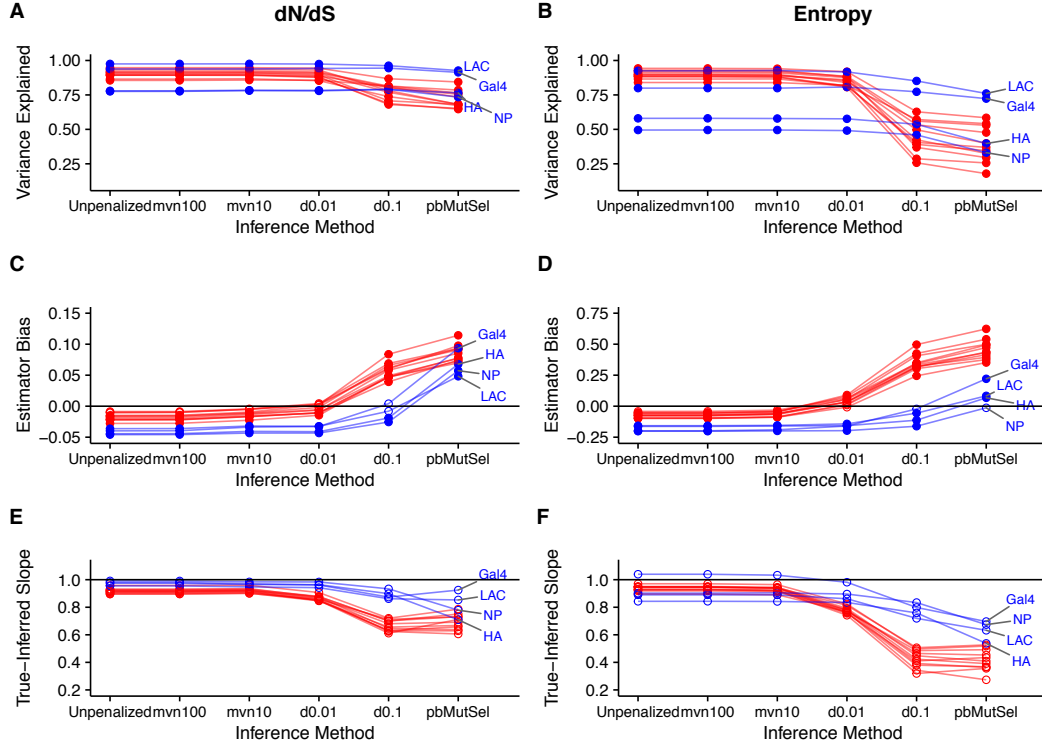 A
dN/dS
B
Entropy
Variance Explained
1.00
0.75
0.50
0.25
LAC
Gal4
HA
NP
Unpenalized mvn100 mvn10 d0.01 d0.1 pbMutSel
Inference Method
Variance Explained
1.00
0.75
0.50
0.25
LAC
Gal4
HA
NP
Unpenalized mvn100 mvn10 d0.01 d0.1 pbMutSel
Inference Method
C
Estimator Bias
0.15
0.10
0.05
0.00
−0.05
Gal4
HA
NP
LAC
Unpenalized mvn100 mvn10 d0.01 d0.1 pbMutSel
Inference Method
D
Estimator Bias
0.75
0.50
0.25
0.00
−0.25
Gal4
LAC
HA
NP
Unpenalized mvn100 mvn10 d0.01 d0.1 pbMutSel
Inference Method
E
True−Inferred Slope
1.0
0.8
0.6
0.4
0.2
Gal4
LAC
NP
HA
Unpenalized mvn100 mvn10 d0.01 d0.1 pbMutSel
Inference Method
F
True−Inferred Slope
1.0
0.8
0.6
0.4
0.2
Gal4
NP
LAC
HA
Unpenalized mvn100 mvn10 d0.01 d0.1 pbMutSel
Inference Method